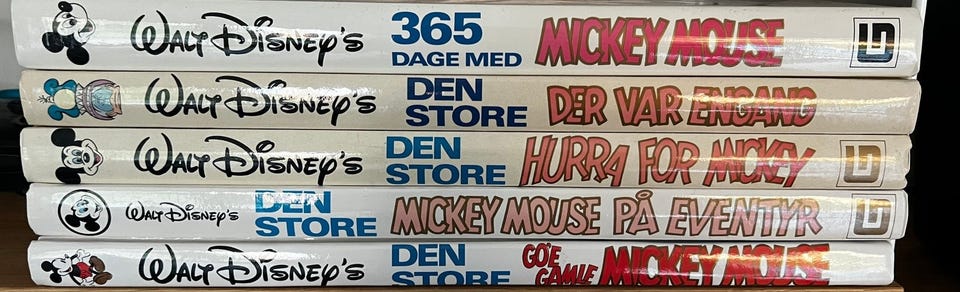 WALT DISNEY'S 365 DAGE MED MICKEY MOUSE
WALT DISNEY'S DEN STORE DER VAR ENGANG
WALT DISNEY'S DEN STORE HURRA FOR MICKEY
WALT DISNEY'S DEN STORE MICKEY MOUSE PÅ EVENTYR
WALT DISNEY'S DEN STORE GO'E GAMLE MICKEY MOUSE